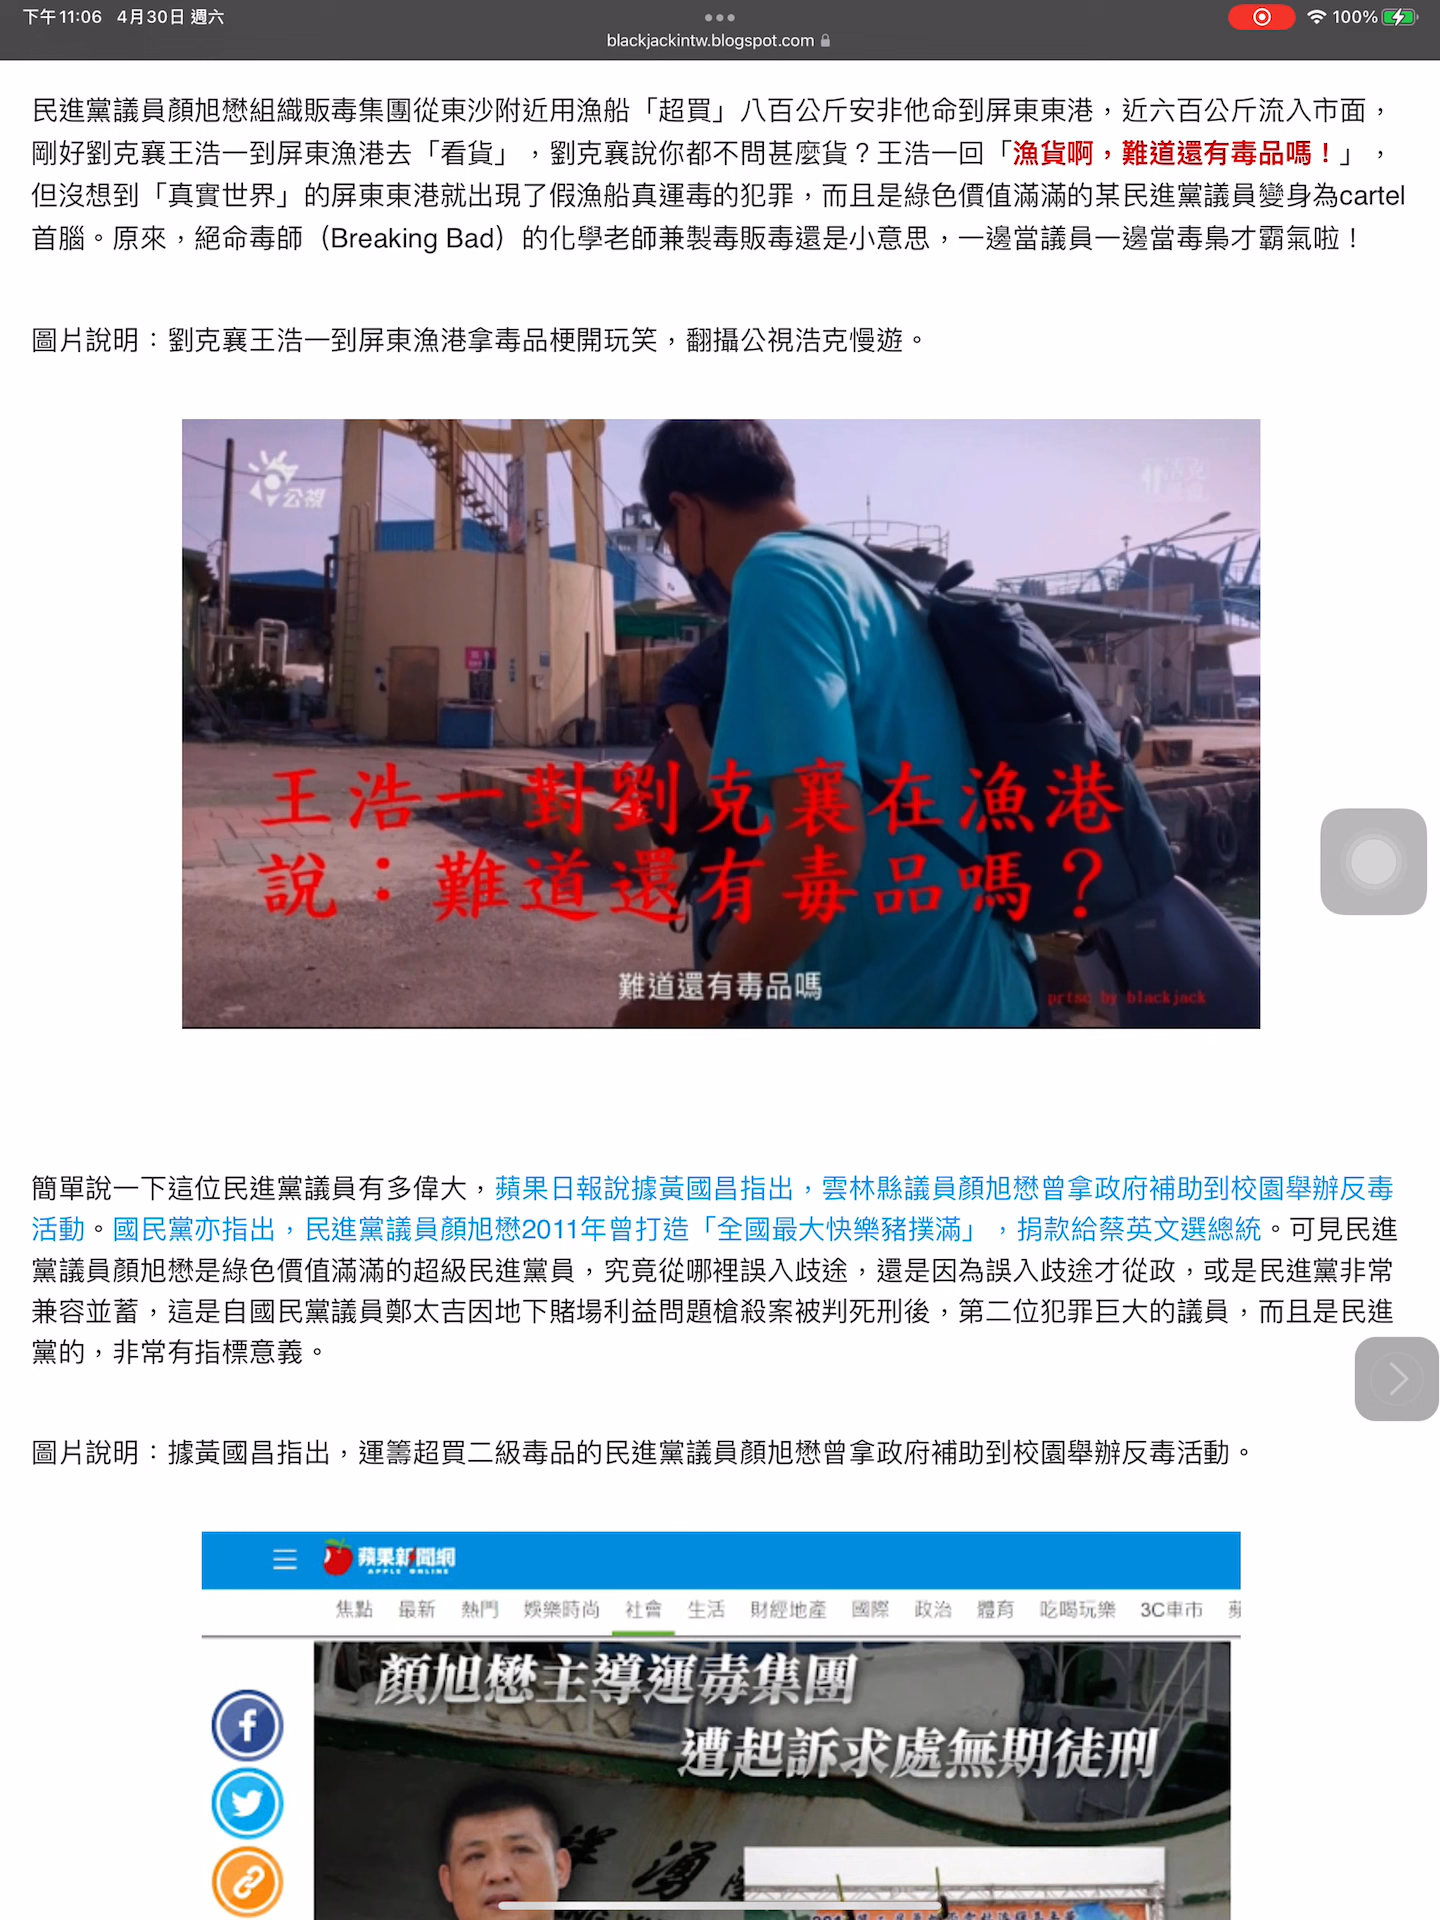 下午11:06 4月30日 週六
100%
blackjackintw.blogspot.com
民進黨議員顏旭懋組織販毒集團從東沙附近用漁船「超買」八百公斤安非他命到屏東東港，近六百公斤流入市面，
剛好劉克襄王浩一到屏東漁港去「看貨」，劉克襄說你都不問甚麼貨？王浩一回「漁貨啊，難道還有毒品嗎！」，
但沒想到「真實世界」的屏東東港就出現了假漁船真運毒的犯罪，而且是綠色價值滿滿的某民進黨議員變身為cartel
首腦。原來，絕命毒師（Breaking Bad）的化學老師兼製毒販毒還是小意思，一邊當議員一邊當毒梟才霸氣啦！
圖片說明：劉克襄王浩一到屏東漁港拿毒品梗開玩笑，翻攝公視浩克慢遊。
公視
王浩一對劉克襄在漁港
說：難道還有毒品嗎？
難道還有毒品嗎
prtsc by blackjack
簡單說一下這位民進黨議員有多偉大，蘋果日報說據黃國昌指出，雲林縣議員顏旭懋曾拿政府補助到校園舉辦反毒
活動。國民黨亦指出，民進黨議員顏旭懋2011年曾打造「全國最大快樂豬撲滿」，捐款給蔡英文選總統。可見民進
黨議員顏旭懋是綠色價值滿滿的超級民進黨員，究竟從哪裡誤入歧途，還是因為誤入歧途才從政，或是民進黨非常
兼容並蓄，這是自國民黨議員鄭太吉因地下賭場利益問題槍殺案被判死刑後，第二位犯罪巨大的議員，而且是民進
黨的，非常有指標意義。
圖片說明：據黃國昌指出，運籌超買二級毒品的民進黨議員顏旭懋曾拿政府補助到校園舉辦反毒活動。
蘋果新聞網
APPLE ONLINE
焦點 最新 熱門 娛樂時尚 社會 生活 財經地產 國際 政治 體育 吃喝玩樂 3C車市
顏旭懋主導運毒集團
遭起訴求處無期徒刑